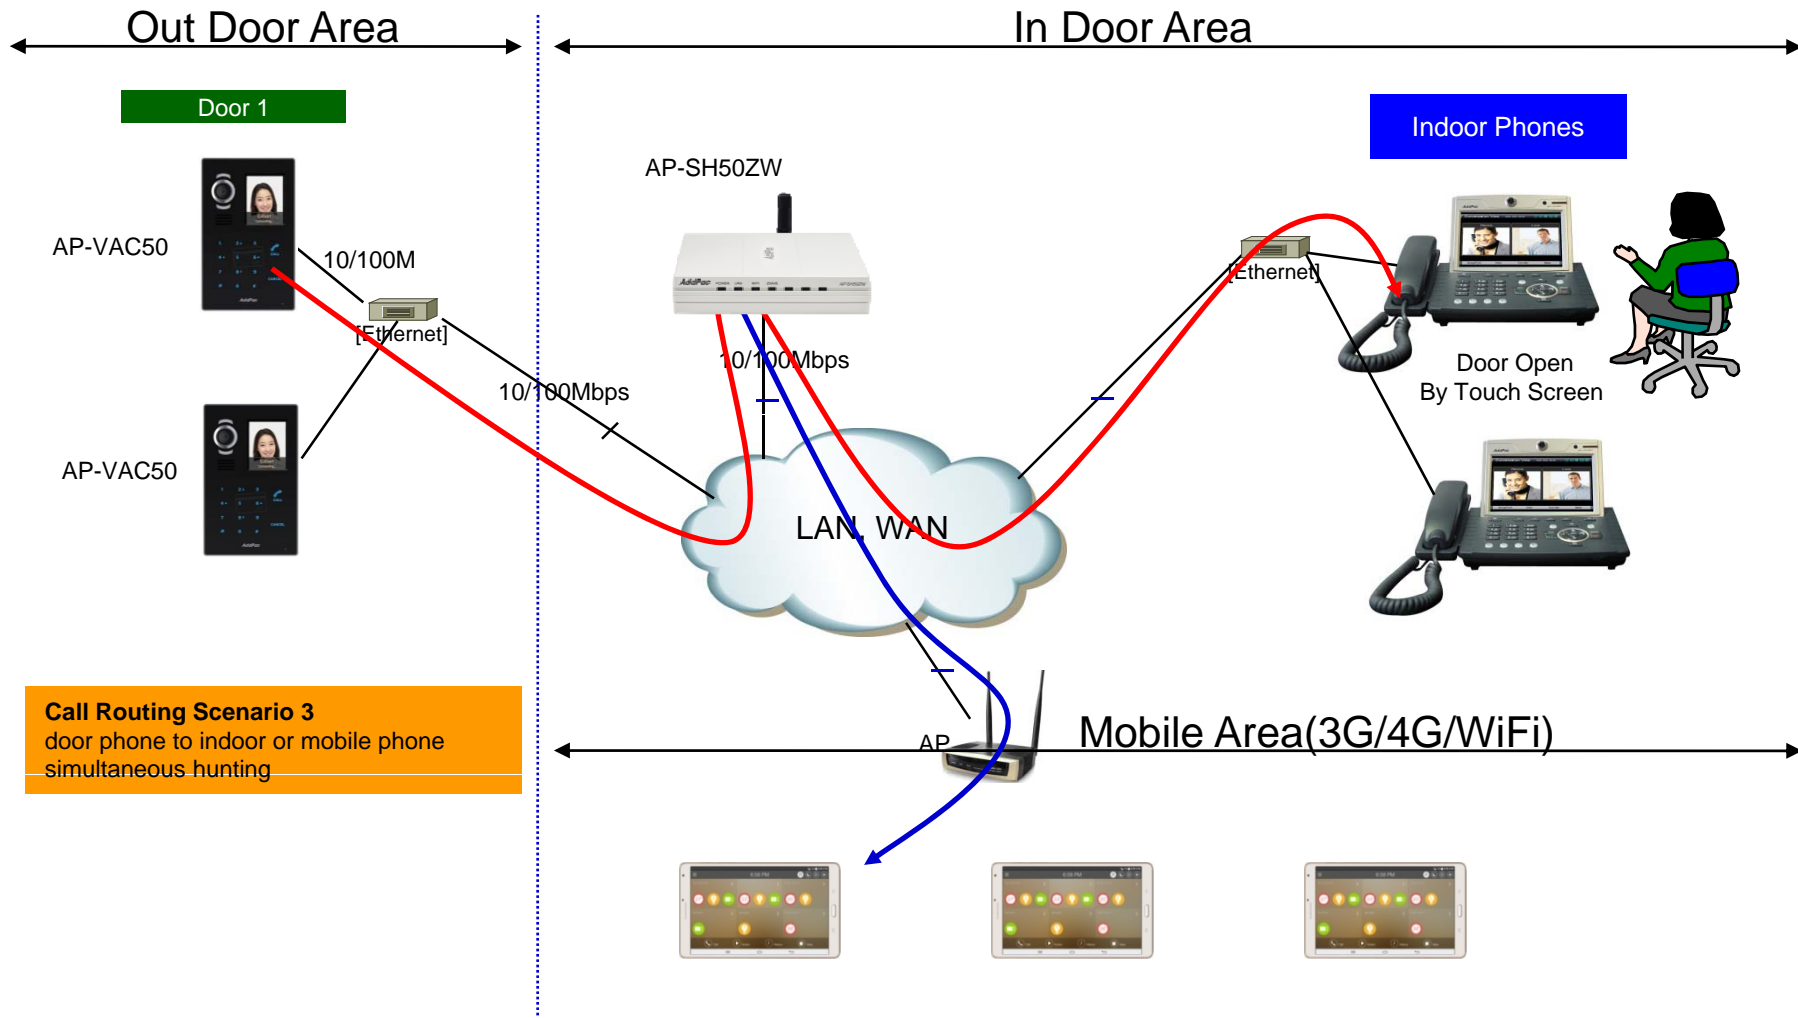 Out Door Area
In Door Area
Door 1
Indoor Phones
AP-SH50ZW
AP-VAC50
10/100M
[Ethernet]
[Ethernet]
AddPac
10/100Mbps
10/100Mbps
Door Open
By Touch Screen
AP-VAC50
LAN, WAN
Call Routing Scenario 3
door phone to indoor or mobile phone
simultaneous hunting
AP
Mobile Area(3G/4G/WiFi)